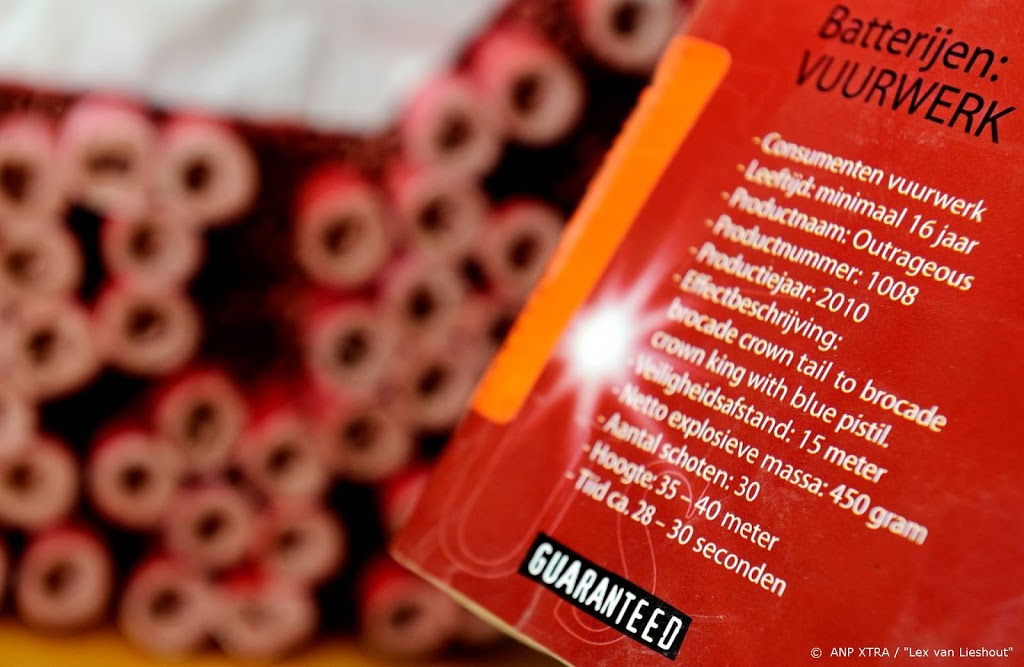 Batterijen:
VUURWERK
- Consumenten vuurwerk
- Leeftijd: minimaal 16 jaar
- Productnaam: Outrageous
- Productnummer: 1008
- Productiejaar: 2010
- Effectbeschrijving:
brocade crown tail to brocade
crown king with blue pistil.
- Veiligheidsafstand: 15 meter
- Netto explosieve massa: 450 gram
- Aantal schoten: 30
- Hoogte: 35 – 40 meter
- Tijd ca. 28 – 30 seconden
GUARANTEED
© ANP XTRA / "Lex van Lieshout"